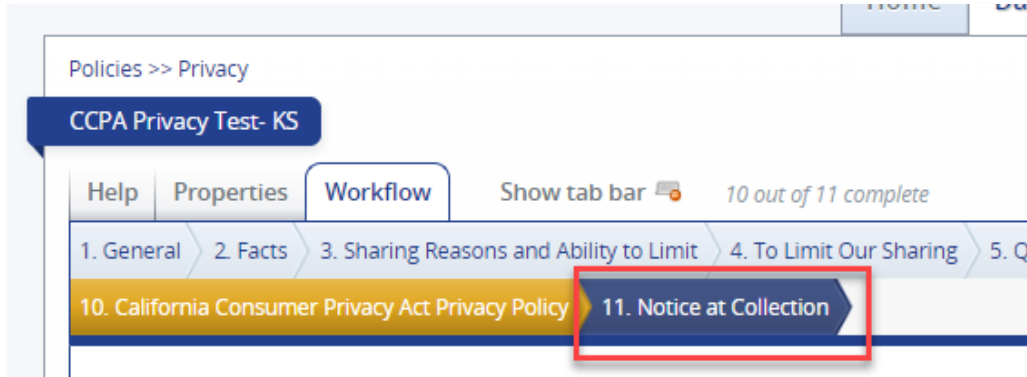 Home
Policies >> Privacy
CCPA Privacy Test- KS
Help Properties Workflow Show tab bar 10 out of 11 complete
1. General 2. Facts 3. Sharing Reasons and Ability to Limit 4. To Limit Our Sharing 5. Q
10. California Consumer Privacy Act Privacy Policy 11. Notice at Collection